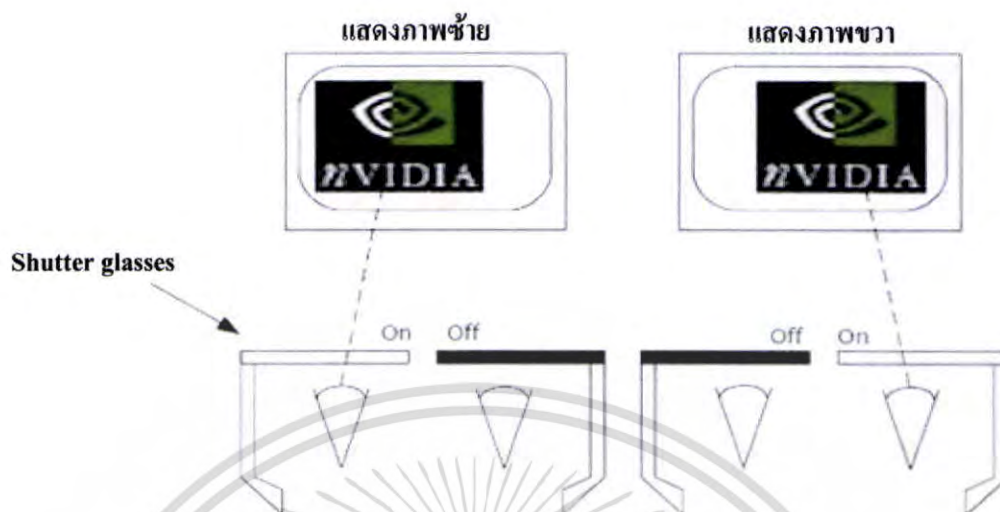 แสดงภาพซ้าย
แสดงภาพขวา
nVIDIA
nVIDIA
Shutter glasses
On Off
Off On